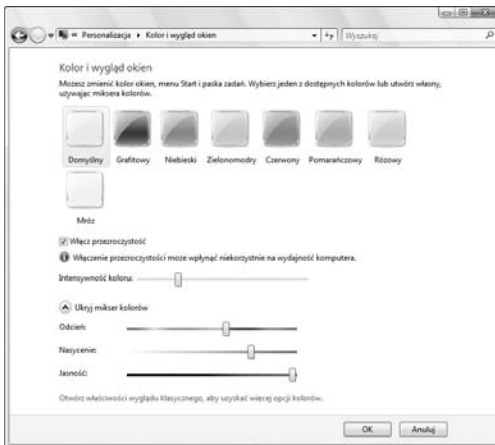 « Personalizacja ▸ Kolor i wygląd okien
Wyszukaj
Kolor i wygląd okien
Możesz zmienić kolor okien, menu Start i paska zadań. Wybierz jeden z dostępnych kolorów lub utwórz własny,
używając miksera kolorów.
Domyślny Grafitowy Niebieski Zielonomodry Czerwony Pomarańczowy Różowy
Mróz
Włącz przezroczystość
Włączenie przezroczystości może wpłynąć niekorzystnie na wydajność komputera.
Intensywność koloru:
Ukryj mikser kolorów
Odcień:
Nasycenie:
Jasność:
Otwórz właściwości wyglądu klasycznego, aby uzyskać więcej opcji kolorów.
OK Anuluj